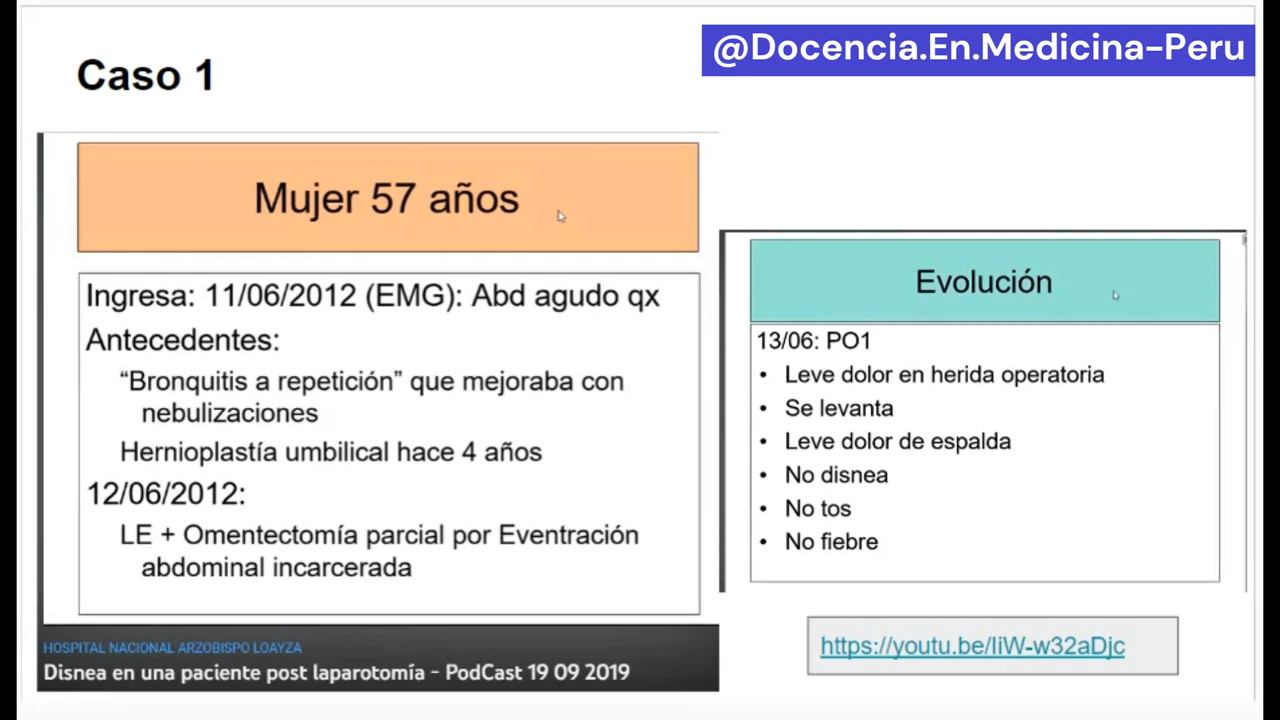 @Docencia.En.Medicina-Peru
Caso 1
Mujer 57 años
Ingresa: 11/06/2012 (EMG): Abd agudo qx
Antecedentes:
“Bronquitis a repetición” que mejoraba con
nebulizaciones
Hernioplastía umbilical hace 4 años
12/06/2012:
LE + Omentectomía parcial por Eventración
abdominal incarcerada
HOSPITAL NACIONAL ARZOBISPO LOAYZA
Disnea en una paciente post laparotomía - PodCast 19 09 2019
Evolución
13/06: PO1
• Leve dolor en herida operatoria
• Se levanta
• Leve dolor de espalda
• No disnea
• No tos
• No fiebre
https://youtu.be/IiW-w32aDjc